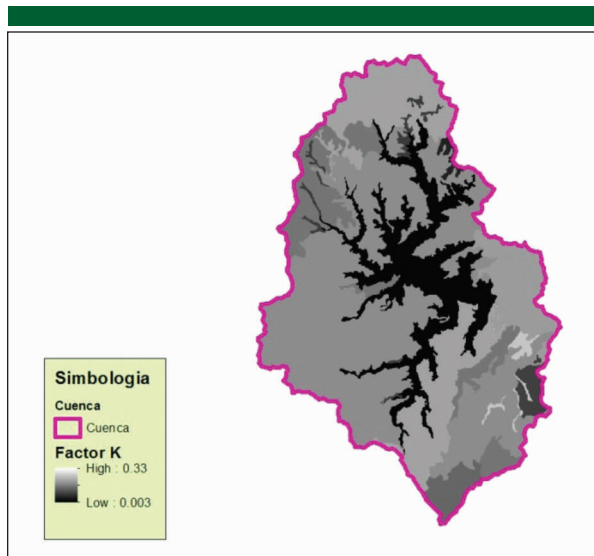 Simbologia
Cuenca
Cuenca
Factor K
High : 0.33
Low : 0.003